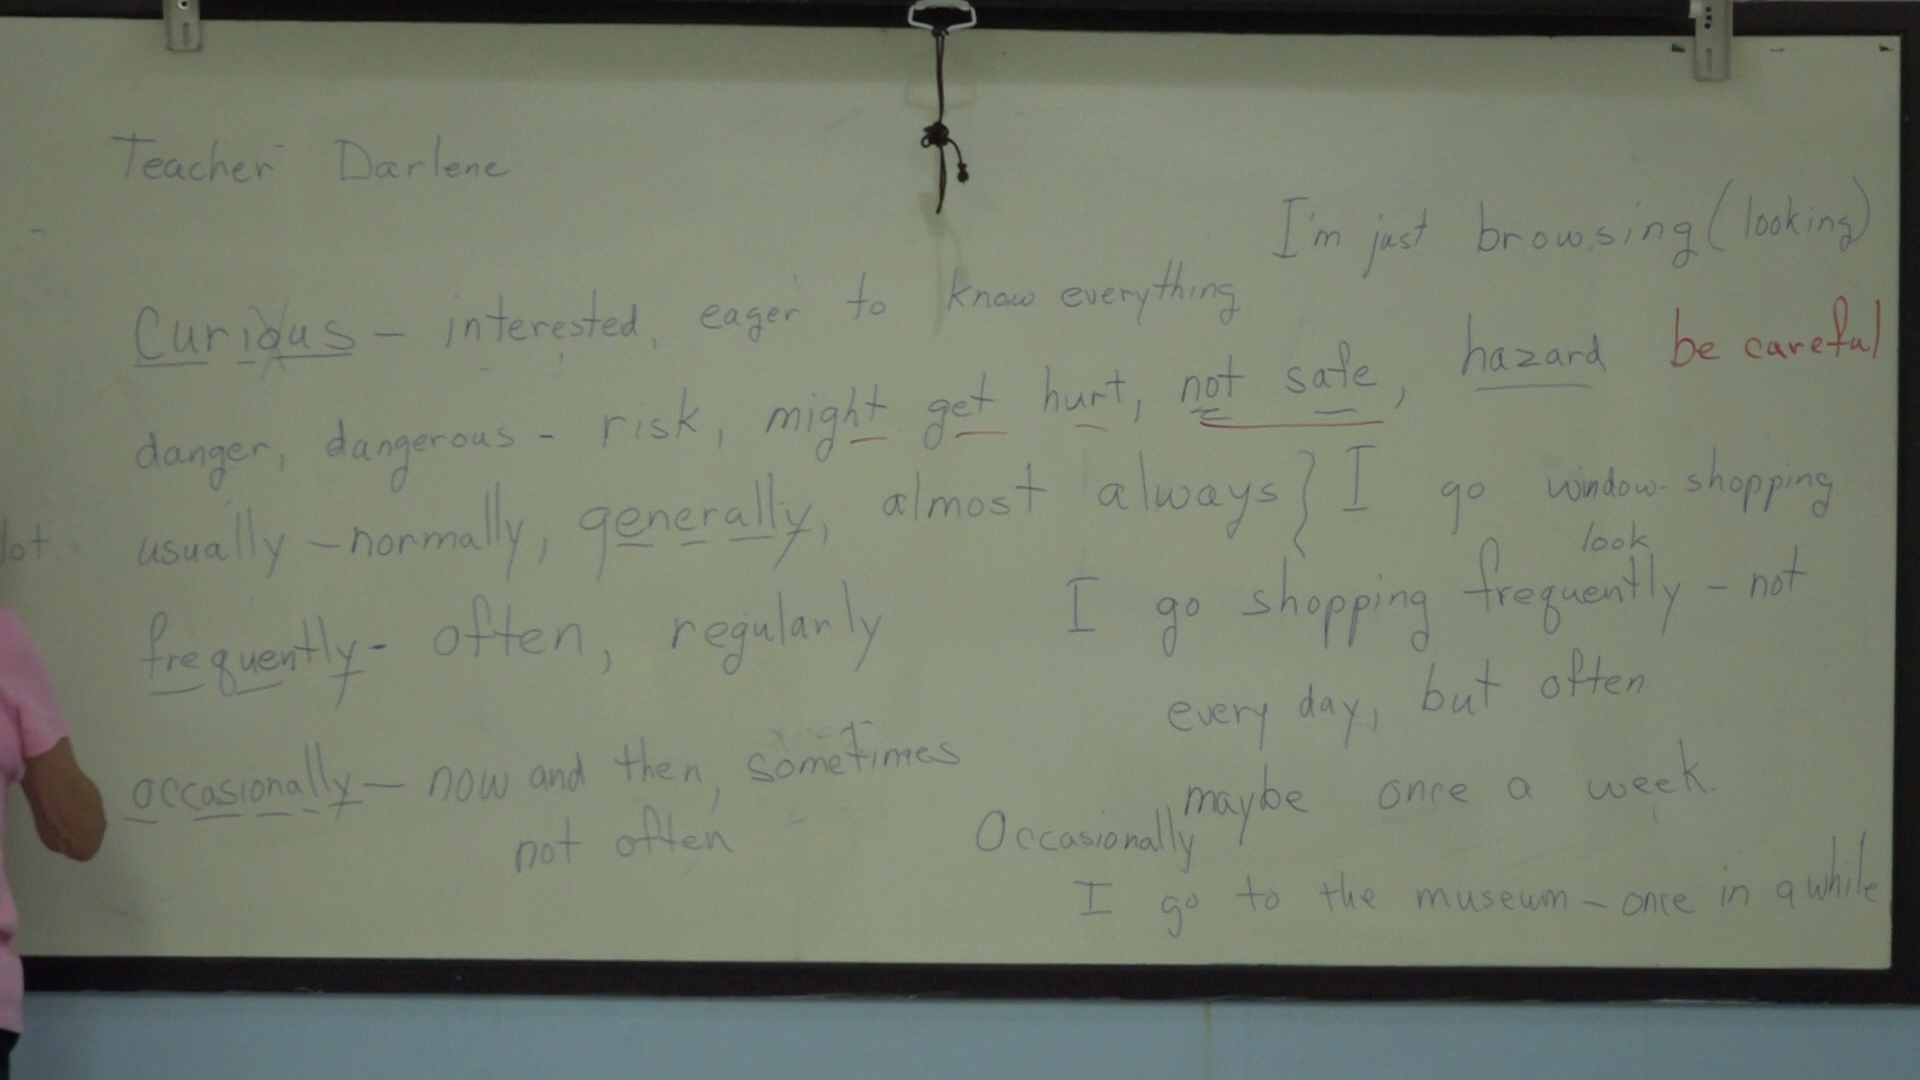 Teacher Darlene
I'm just browsing (looking)
Curious - interested, eager to know everything
danger, dangerous - risk, might get hurt, not safe, hazard be careful
usually - normally, generally, almost always } I go window-shopping
look
lot
frequently - often, regularly
I go shopping frequently - not
every day, but often
maybe once a week.
occasionally - now and then, sometimes
not often
Occasionally
I go to the museum - once in a while